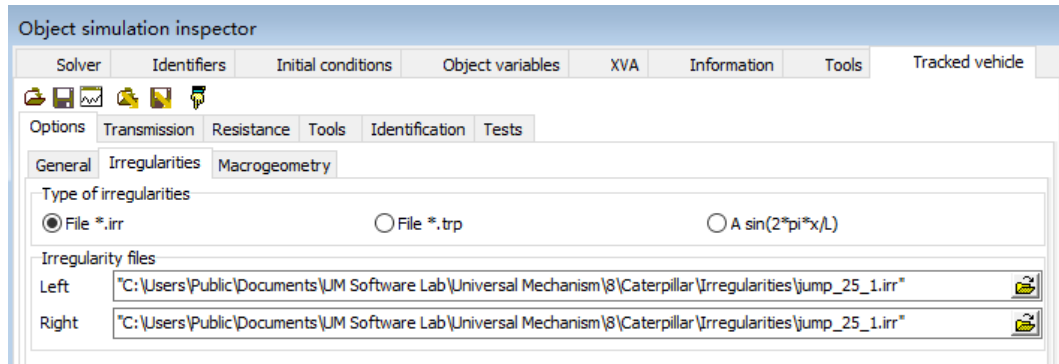 Object simulation inspector
Solver Identifiers Initial conditions Object variables XVA Information Tools Tracked vehicle
Options Transmission Resistance Tools Identification Tests
General Irregularities Macrogeometry
Type of irregularities
File *.irr File *.trp A sin(2*pi*x/L)
Irregularity files
Left "C:\Users\Public\Documents\UM Software Lab\Universal Mechanism\8\Caterpillar\Irregularities\jump_25_1.irr"
Right "C:\Users\Public\Documents\UM Software Lab\Universal Mechanism\8\Caterpillar\Irregularities\jump_25_1.irr"